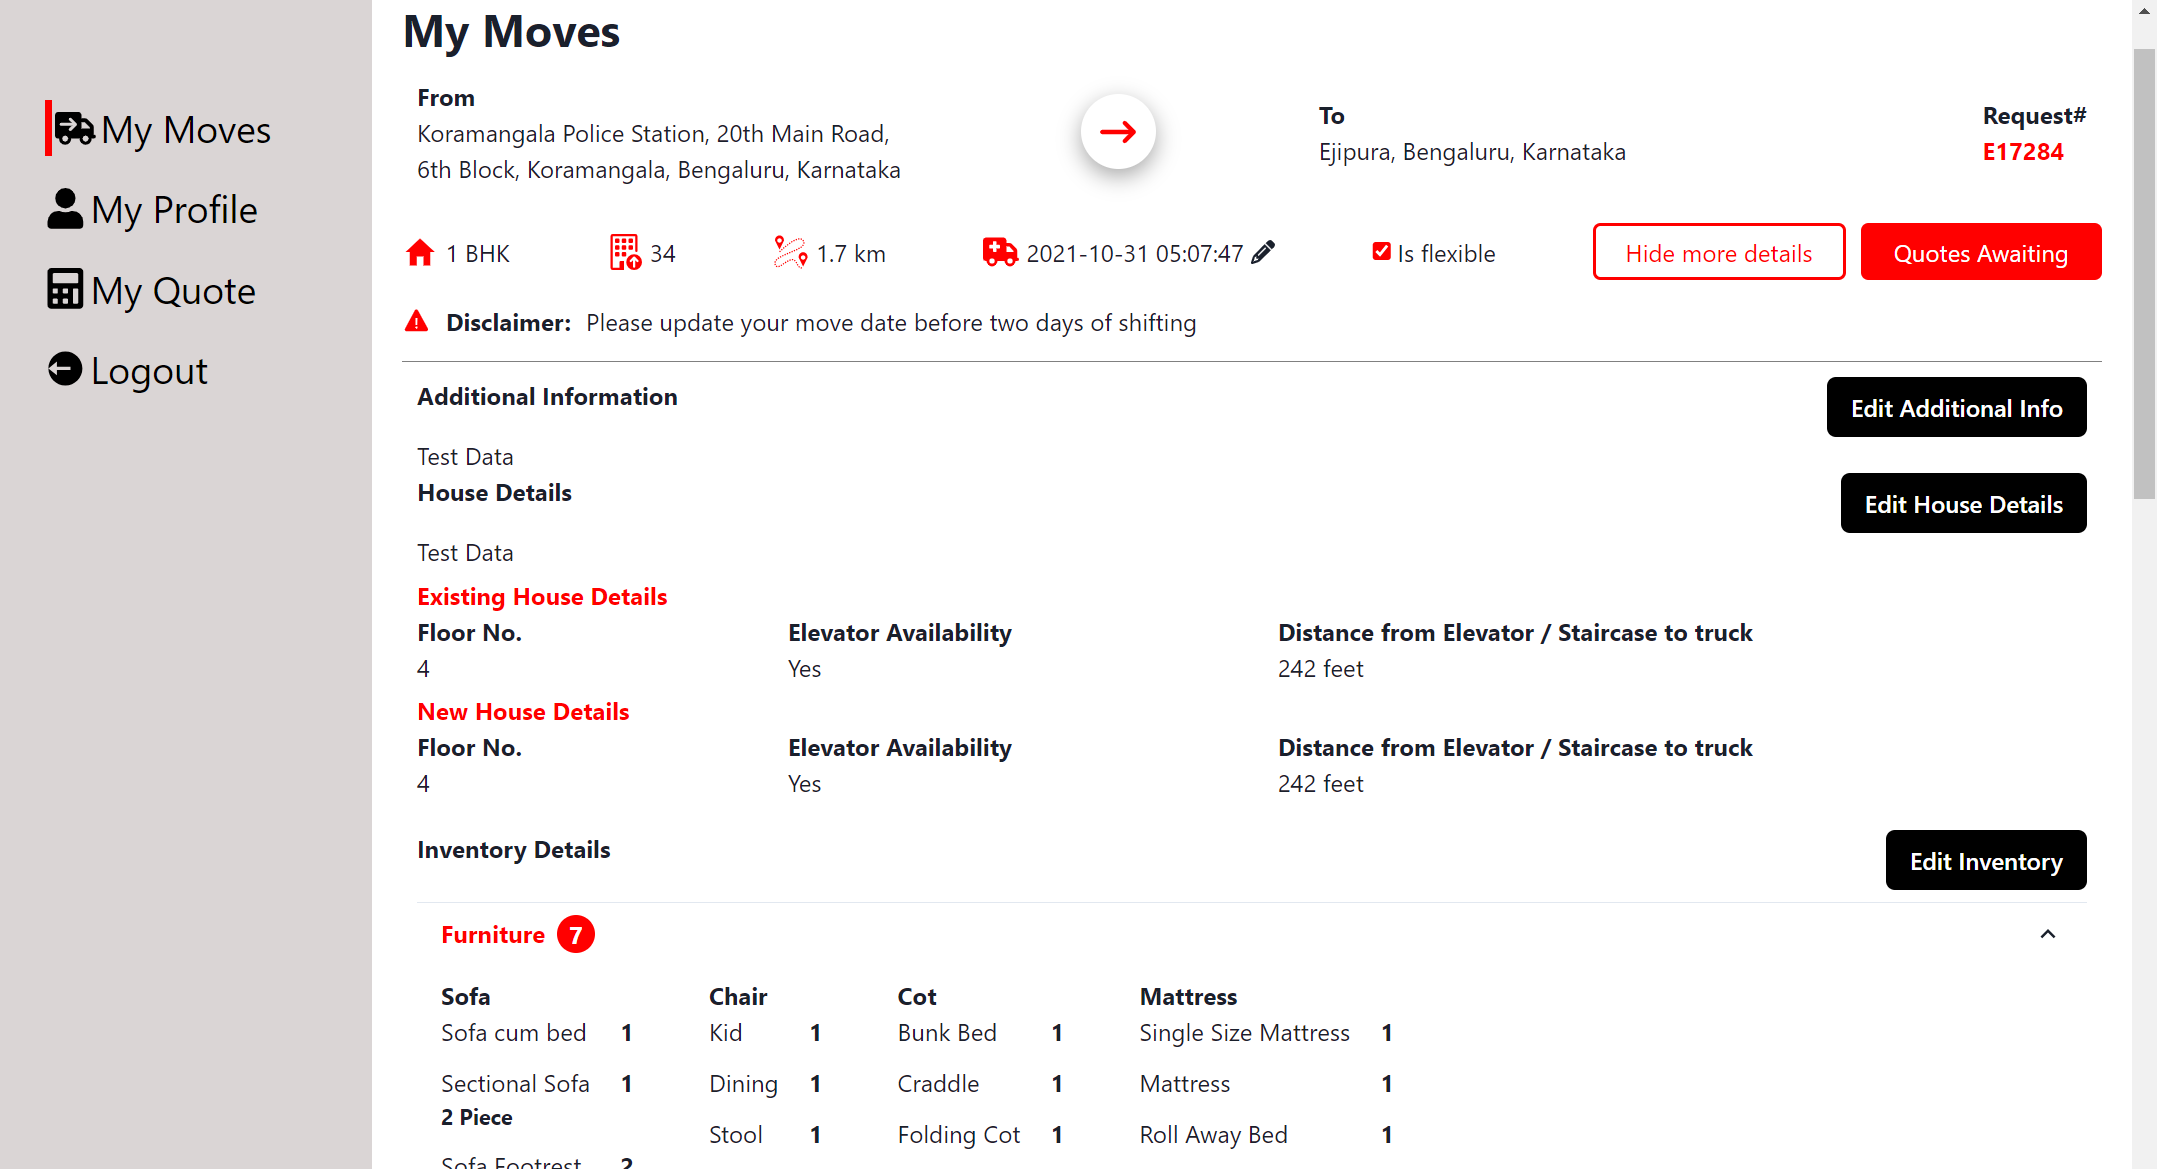 My Moves
My Profile
My Quote
Logout
My Moves
From
Koramangala Police Station, 20th Main Road,
6th Block, Koramangala, Bengaluru, Karnataka
To
Ejipura, Bengaluru, Karnataka
Request#
E17284
1 BHK
34
1.7 km
2021-10-31 05:07:47
Is flexible
Hide more details
Quotes Awaiting
Disclaimer: Please update your move date before two days of shifting
Additional Information
Edit Additional Info
Test Data
House Details
Edit House Details
Test Data
Existing House Details
Floor No. Elevator Availability Distance from Elevator / Staircase to truck
4 Yes 242 feet
New House Details
Floor No. Elevator Availability Distance from Elevator / Staircase to truck
4 Yes 242 feet
Inventory Details
Edit Inventory
Furniture 7
Sofa Chair Cot Mattress
Sofa cum bed 1 Kid 1 Bunk Bed 1 Single Size Mattress 1
Sectional Sofa 1 Dining 1 Craddle 1 Mattress 1
2 Piece
Stool 1 Folding Cot 1 Roll Away Bed 1
Sofa Footrest 2